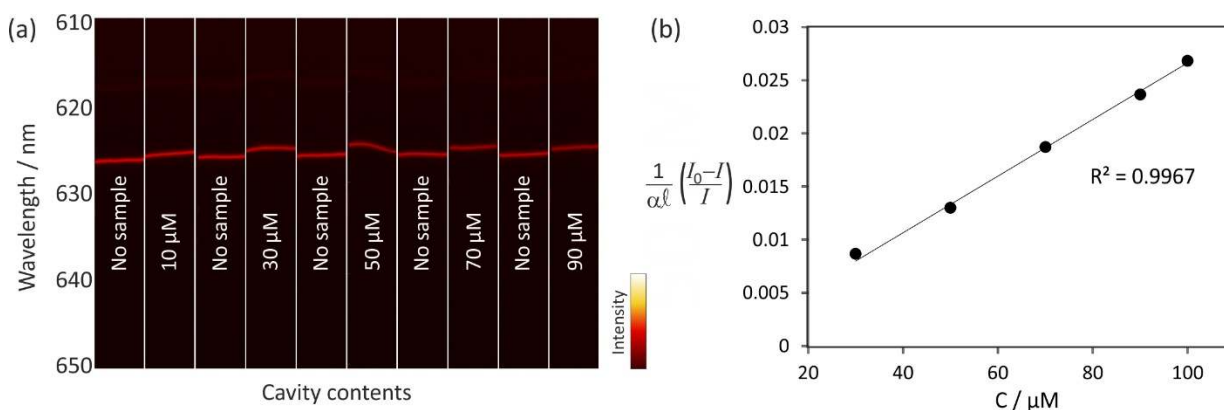 (a)
610
620
630
640
650
Wavelength / nm
No sample
10 µM
No sample
30 µM
No sample
50 µM
No sample
70 µM
No sample
90 µM
Intensity
Cavity contents
(b)
0.03
0.025
0.02
0.015
0.01
0.005
0
1/αℓ (I₀−I/I)
R² = 0.9967
20
40
60
80
100
C / µM